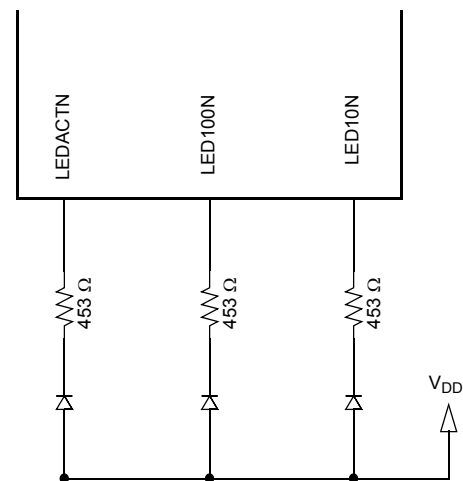 LEDACTN
LED100N
LED10N
453 Ω
453 Ω
453 Ω
VDD